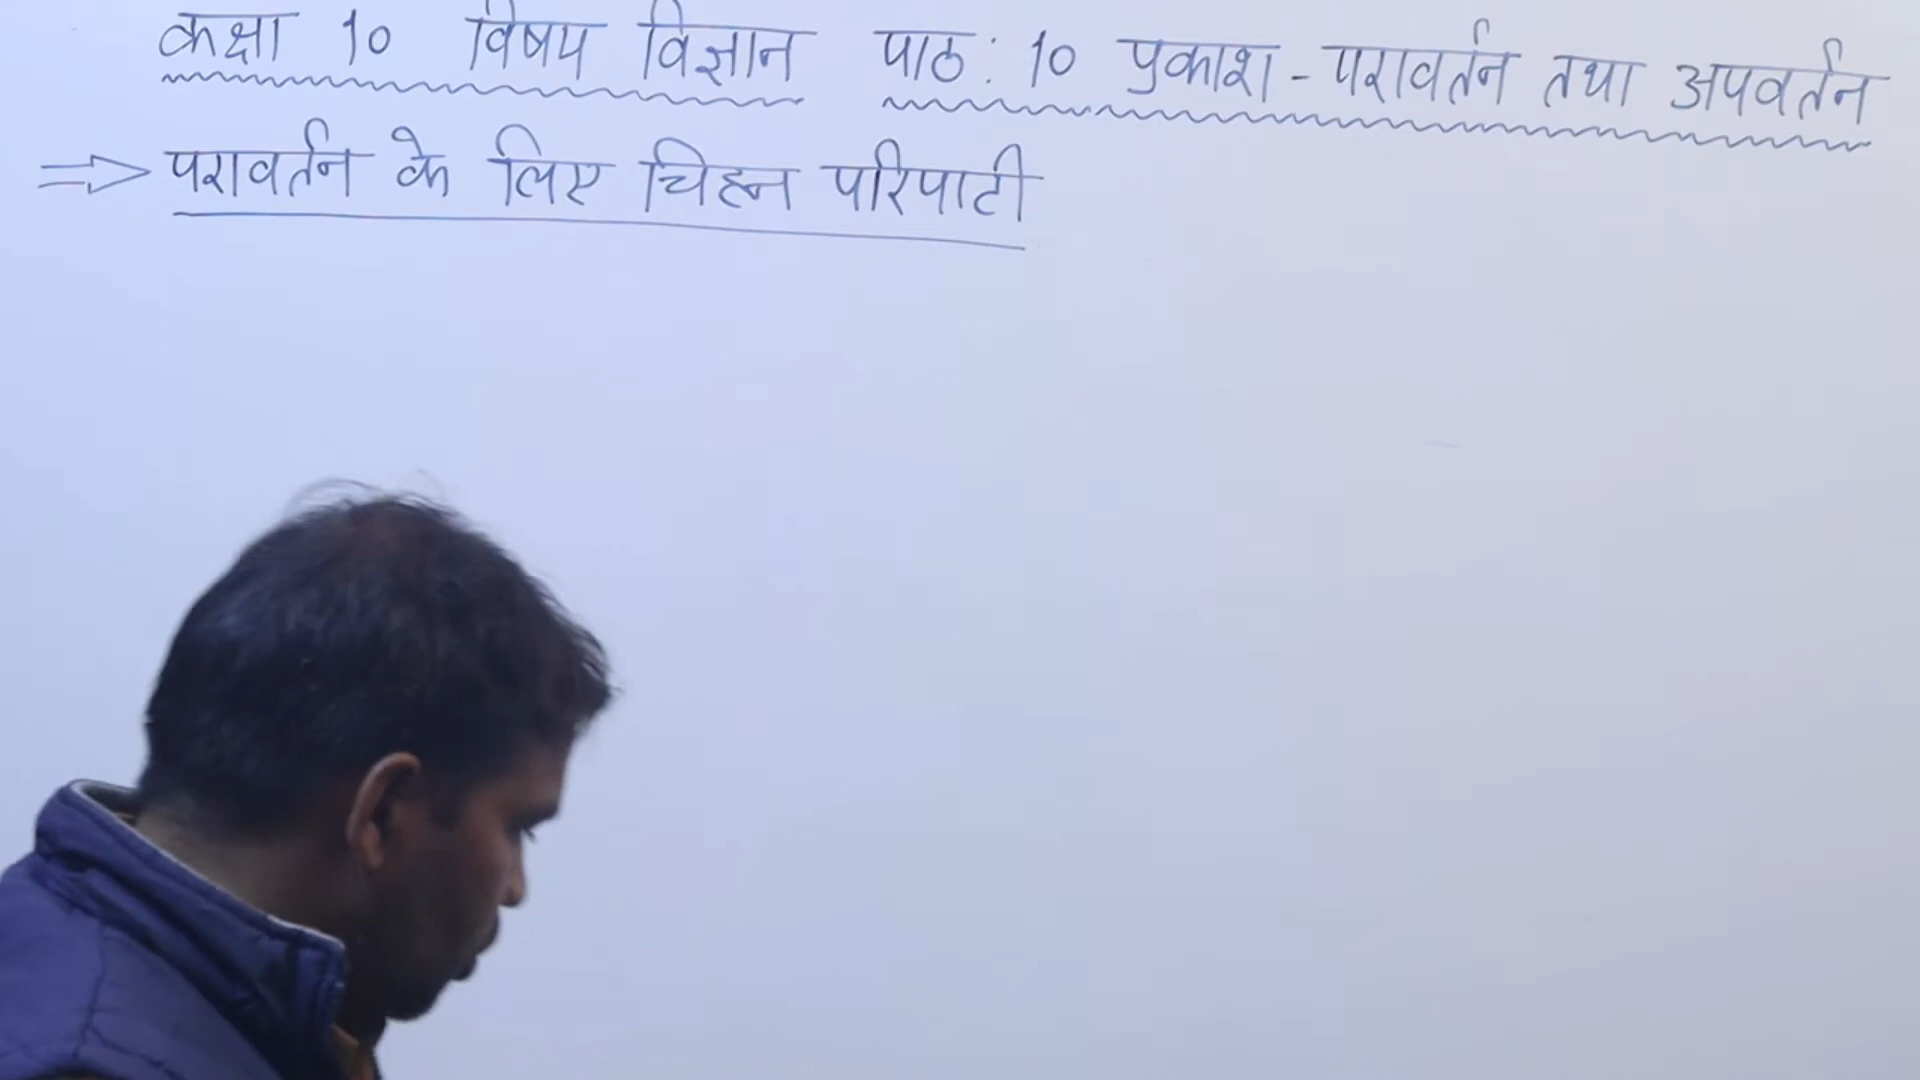 कक्षा 10 विषय विज्ञान पाठ: 10 प्रकाश - परावर्तन तथा अपवर्तन
⇒ परावर्तन के लिए चिह्न परिपाटी